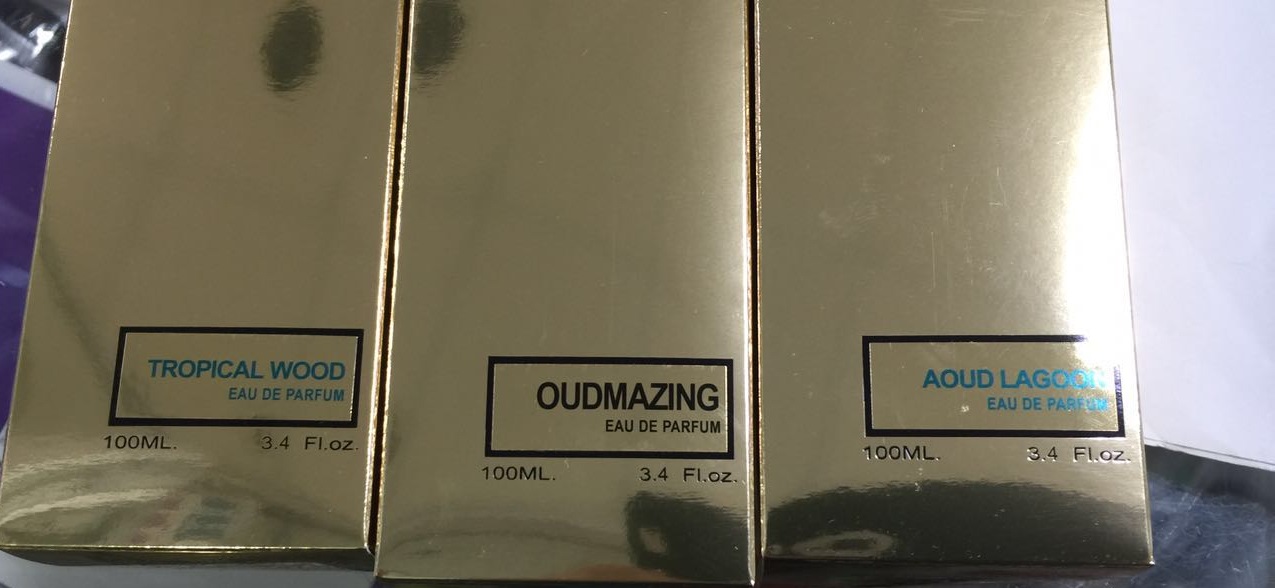 TROPICAL WOOD
EAU DE PARFUM
100ML. 3.4 Fl.oz.
OUDMAZING
EAU DE PARFUM
100ML. 3.4 Fl.oz.
AOUD LAGOON
EAU DE PARFUM
100ML. 3.4 Fl.oz.